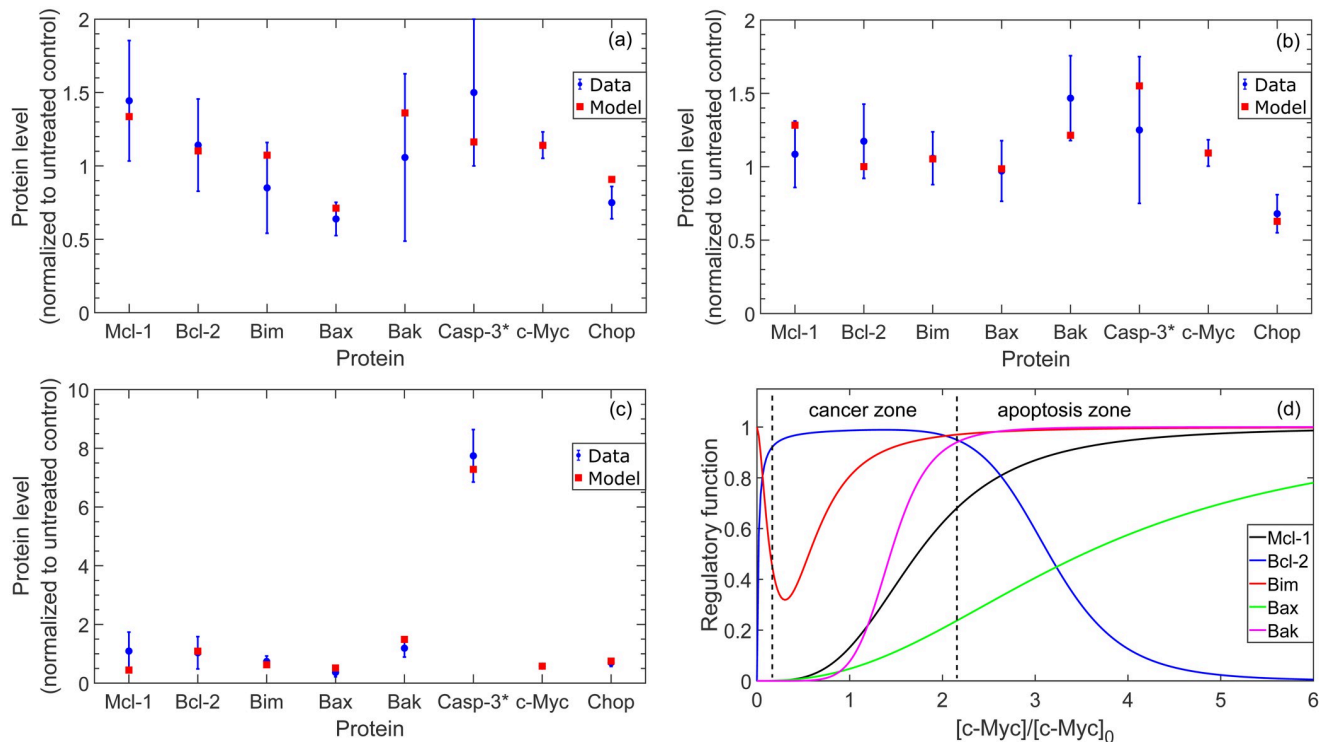 (a)
Protein level
(normalized to untreated control)
2
1.5
1
0.5
0
Data
Model
Mcl-1 Bcl-2 Bim Bax Bak Casp-3* c-Myc Chop
Protein
(b)
Protein level
(normalized to untreated control)
2
1.5
1
0.5
0
Data
Model
Mcl-1 Bcl-2 Bim Bax Bak Casp-3* c-Myc Chop
Protein
(c)
Protein level
(normalized to untreated control)
10
8
6
4
2
0
Data
Model
Mcl-1 Bcl-2 Bim Bax Bak Casp-3* c-Myc Chop
Protein
(d)
cancer zone apoptosis zone
Regulatory function
1
0.8
0.6
0.4
0.2
0
Mcl-1
Bcl-2
Bim
Bax
Bak
0 1 2 3 4 5 6
[c-Myc]/[c-Myc]0